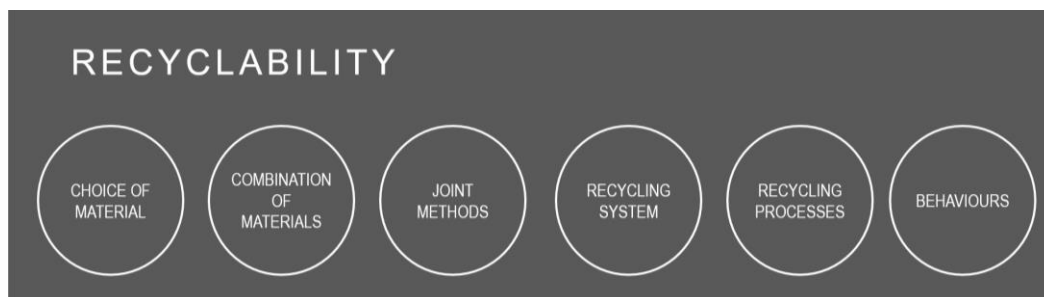 RECYCLABILITY
CHOICE OF
MATERIAL
COMBINATION
OF
MATERIALS
JOINT
METHODS
RECYCLING
SYSTEM
RECYCLING
PROCESSES
BEHAVIOURS